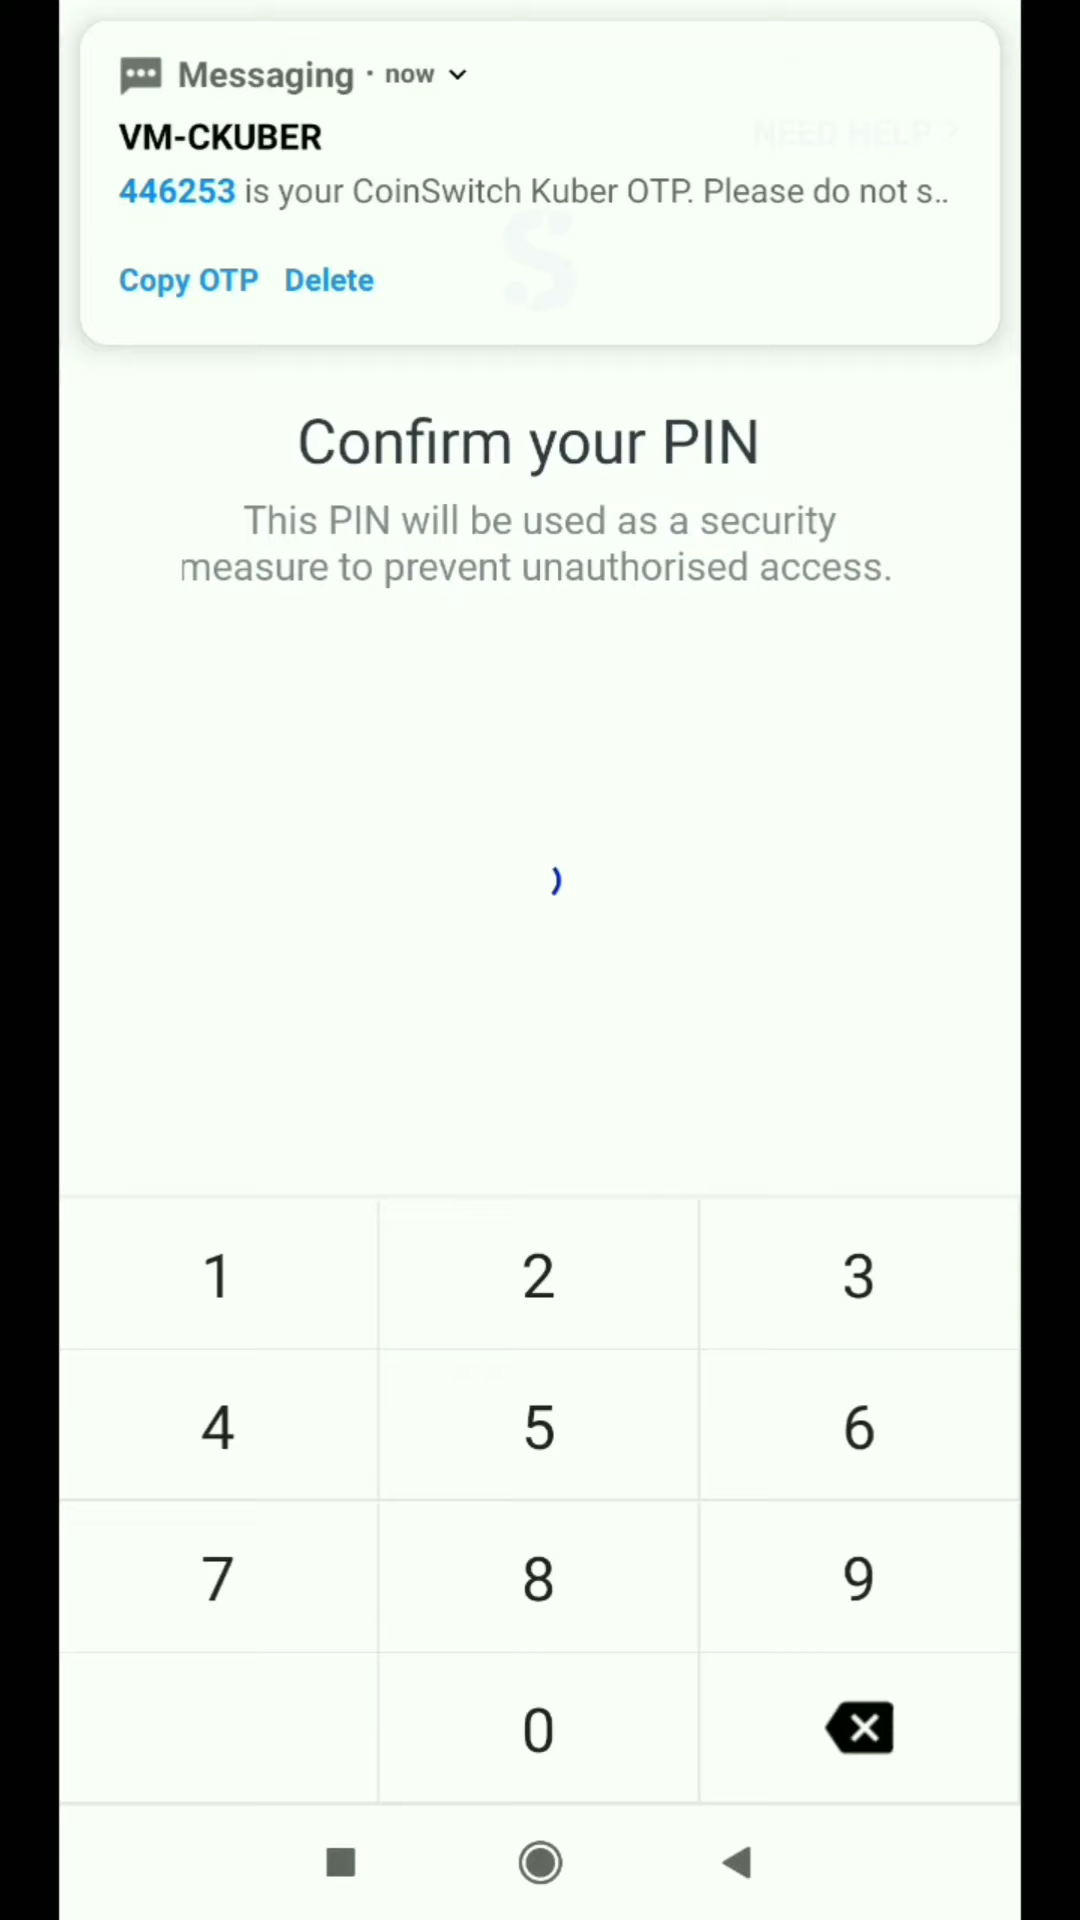 Messaging · now
NEED HELP ?
VM-CKUBER
446253 is your CoinSwitch Kuber OTP. Please do not s..
Copy OTP Delete
Confirm your PIN
This PIN will be used as a security
measure to prevent unauthorised access.
1 2 3
4 5 6
7 8 9
0